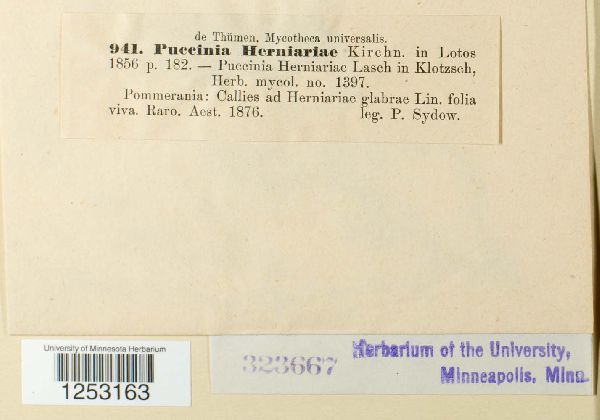 de Thümen, Mycotheca universalis.
941. Puccinia Herniariae Kirchn. in Lotos
1856 p. 182. — Puccinia Herniariae Lasch in Klotzsch,
Herb. mycol. no. 1397.
Pommerania: Callies ad Herniariae glabrae Lin. folia
viva. Raro. Aest. 1876. leg. P. Sydow.
University of Minnesota Herbarium
1253163
323667
Herbarium of the University,
Minneapolis, Minn.